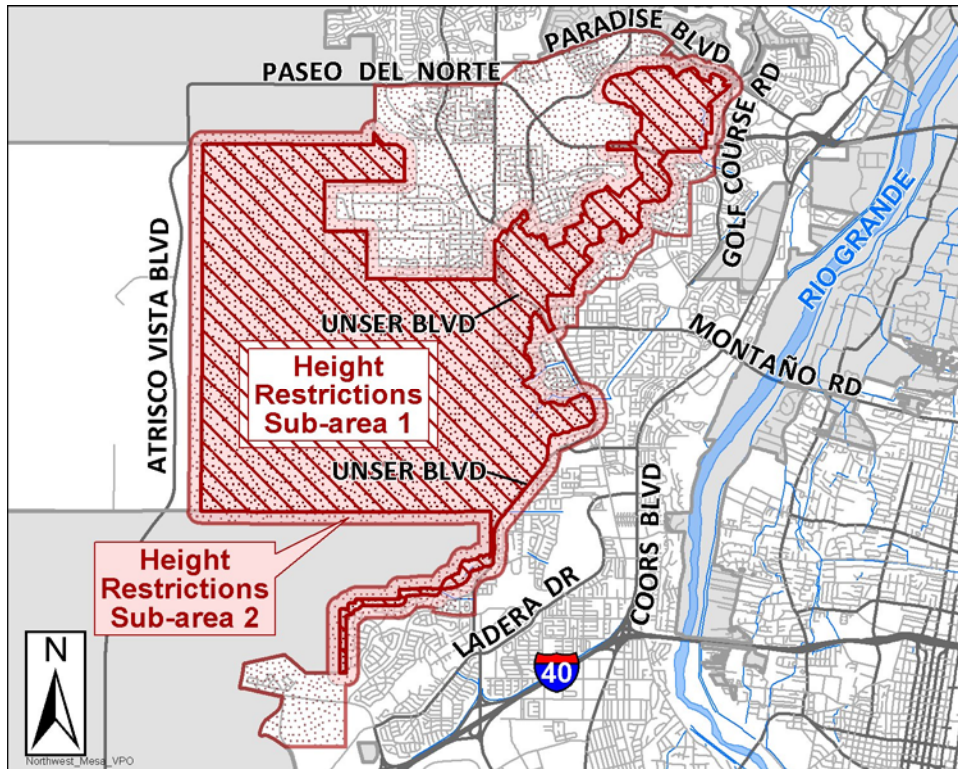 PARADISE BLVD
PASEO DEL NORTE
GOLF COURSE RD
RIO GRANDE
ATRISCO VISTA BLVD
UNSER BLVD
MONTAÑO RD
Height
Restrictions
Sub-area 1
UNSER BLVD
COORS BLVD
Height
Restrictions
Sub-area 2
LADERA DR
N
40
Northwest_Mesa_VPO